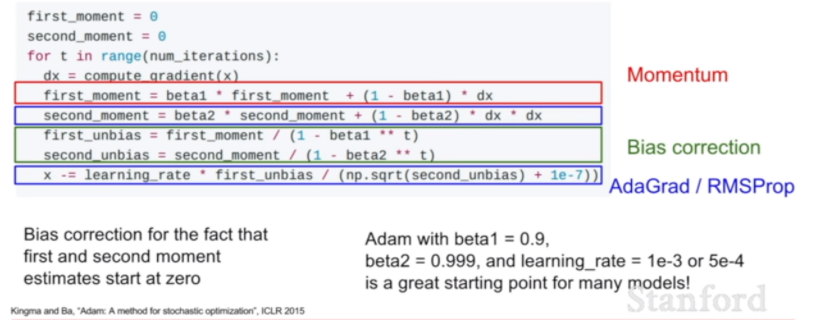 first_moment = 0
second_moment = 0
for t in range(num_iterations):
dx = compute_gradient(x)
first_moment = beta1 * first_moment + (1 - beta1) * dx
second_moment = beta2 * second_moment + (1 - beta2) * dx * dx
first_unbias = first_moment / (1 - beta1 ** t)
second_unbias = second_moment / (1 - beta2 ** t)
x -= learning_rate * first_unbias / (np.sqrt(second_unbias) + 1e-7))
Momentum
Bias correction
AdaGrad / RMSProp
Bias correction for the fact that
first and second moment
estimates start at zero
Adam with beta1 = 0.9,
beta2 = 0.999, and learning_rate = 1e-3 or 5e-4
is a great starting point for many models!
Stanford
Kingma and Ba, "Adam: A method for stochastic optimization", ICLR 2015